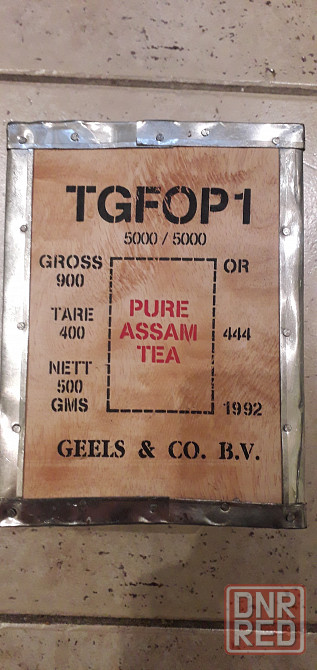 TGFOP1
5000 / 5000
GROSS
900
OR
TARE
400
PURE
ASSAM
TEA
444
NETT
500
GMS
1992
GEELS & CO. B.V.
DNR
RED